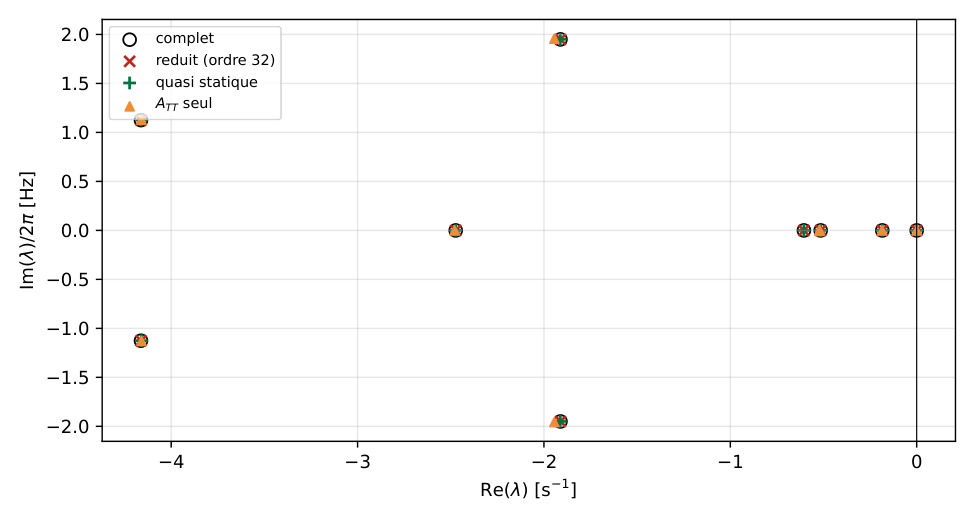 complet
reduit (ordre 32)
quasi statique
A_TT seul
Im(λ)/2π [Hz]
2.0
1.5
1.0
0.5
0.0
−0.5
−1.0
−1.5
−2.0
−4
−3
−2
−1
0
Re(λ) [s⁻¹]